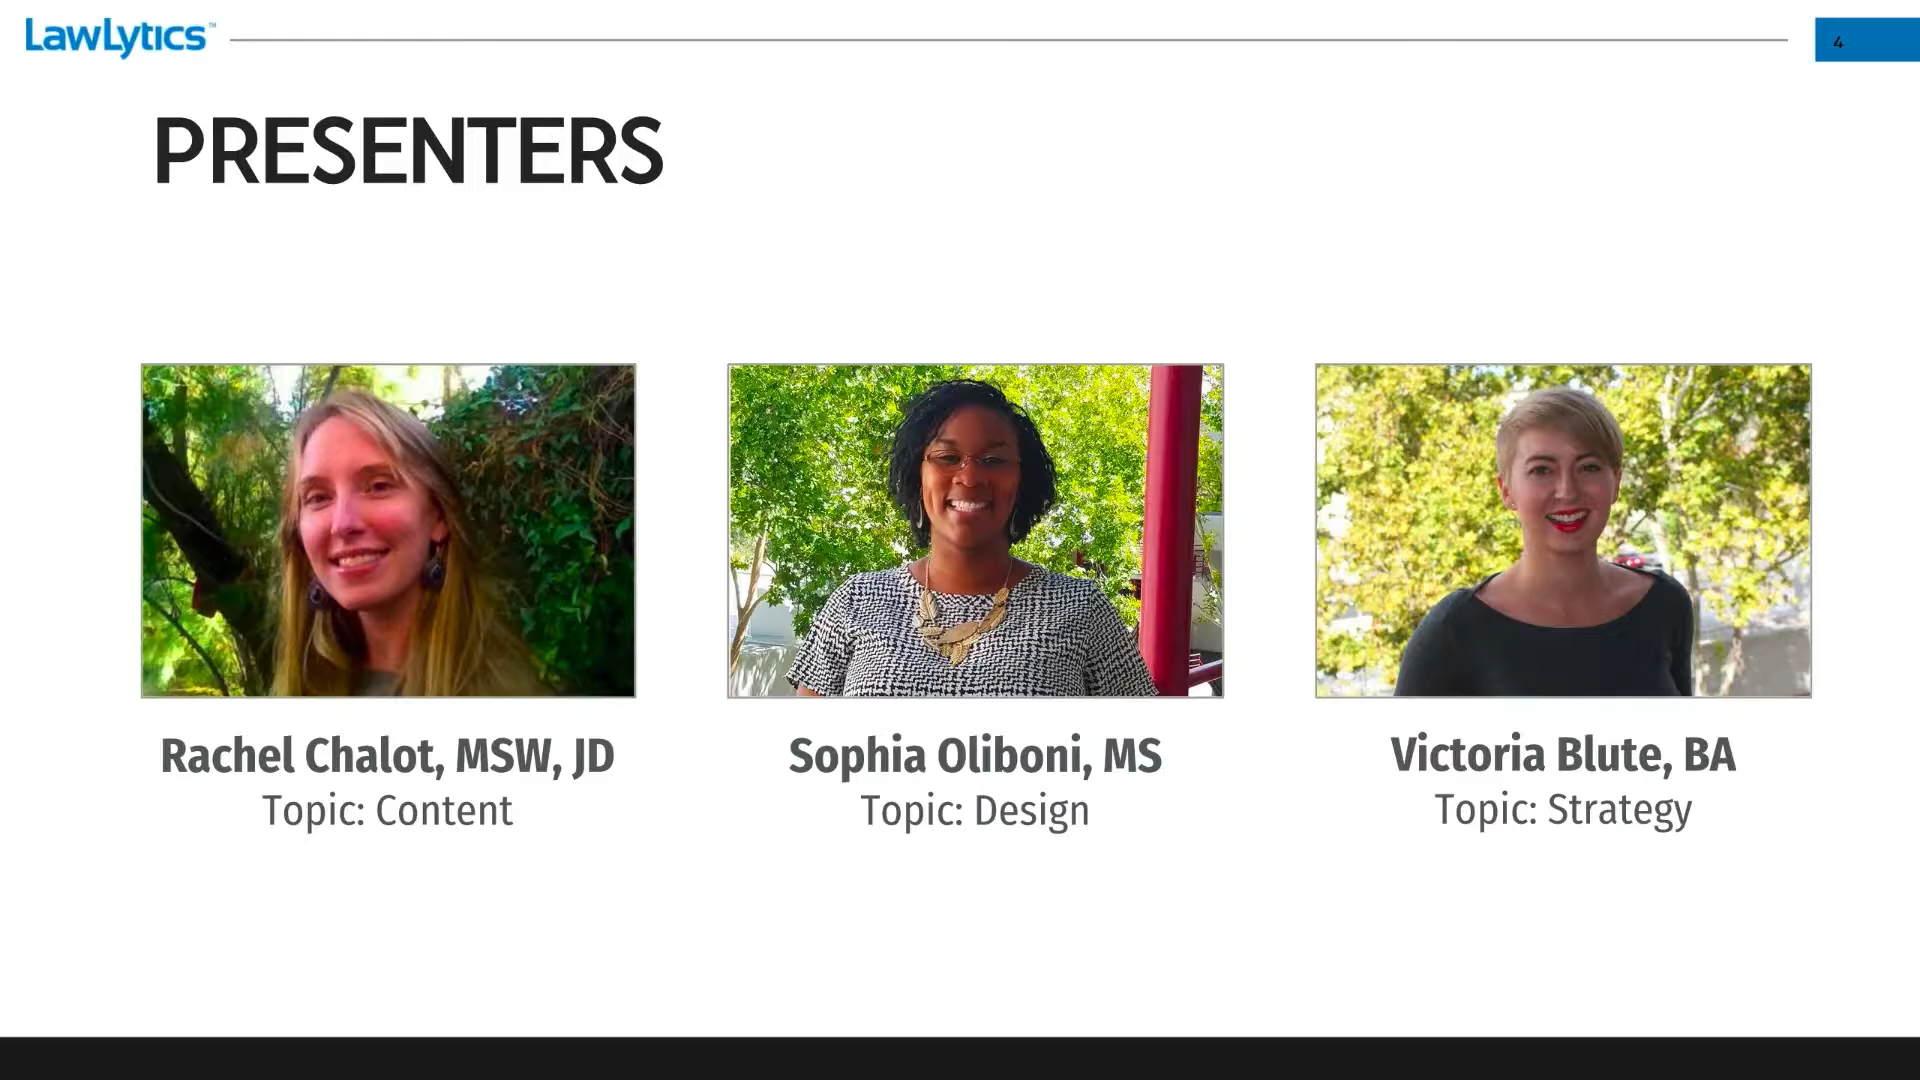 LawLytics™
4
PRESENTERS
Rachel Chalot, MSW, JD
Topic: Content
Sophia Oliboni, MS
Topic: Design
Victoria Blute, BA
Topic: Strategy